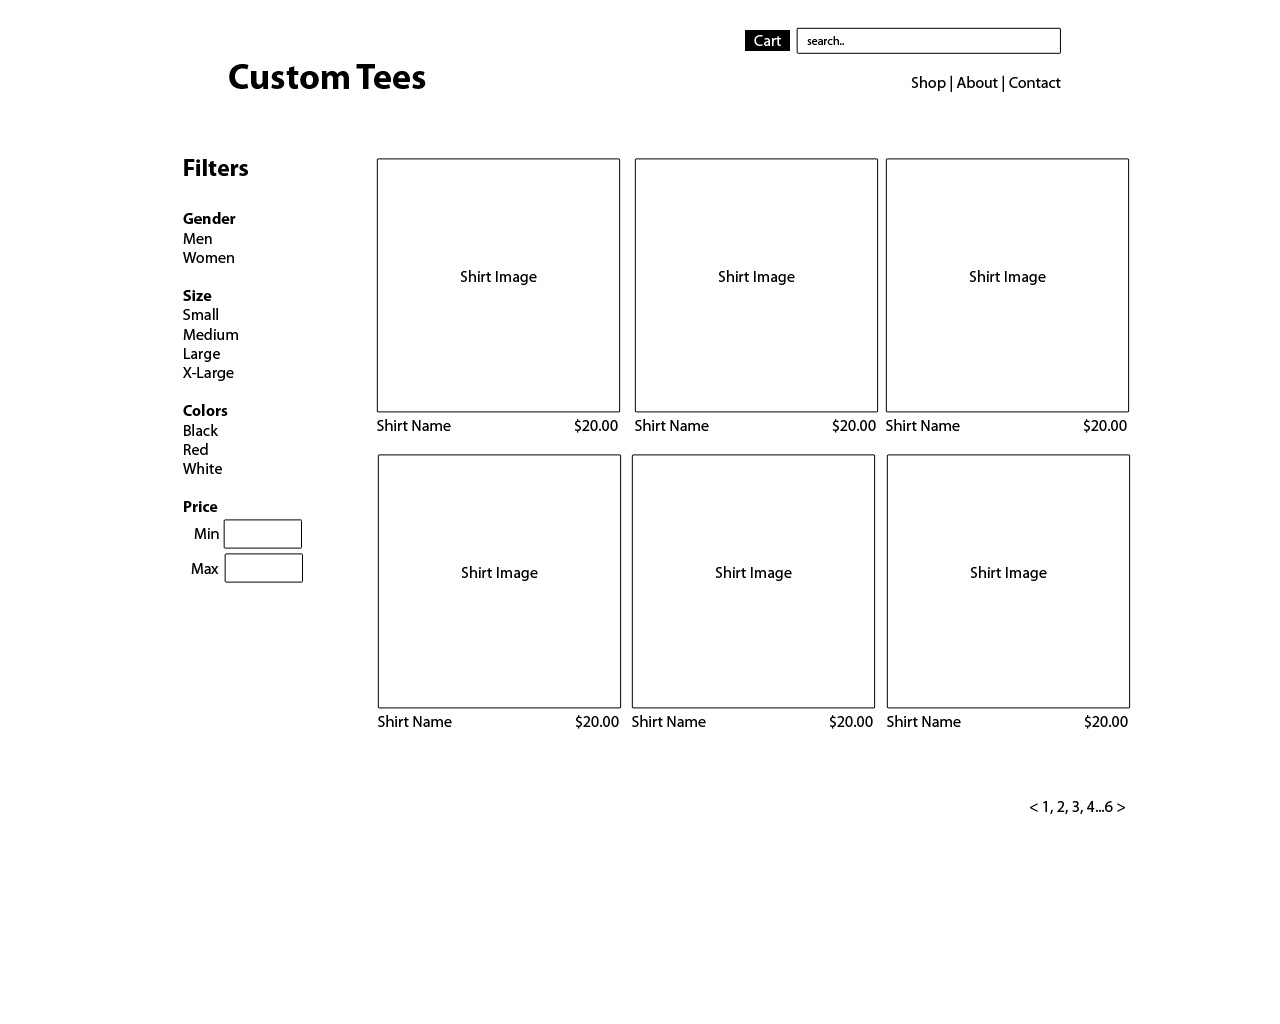 Cart search..
Custom Tees
Shop | About | Contact
Filters
Gender
Men
Women
Size
Small
Medium
Large
X-Large
Colors
Black
Red
White
Price
Min
Max
Shirt Image Shirt Image Shirt Image
Shirt Name $20.00 Shirt Name $20.00 Shirt Name $20.00
Shirt Image Shirt Image Shirt Image
Shirt Name $20.00 Shirt Name $20.00 Shirt Name $20.00
< 1, 2, 3, 4...6 >